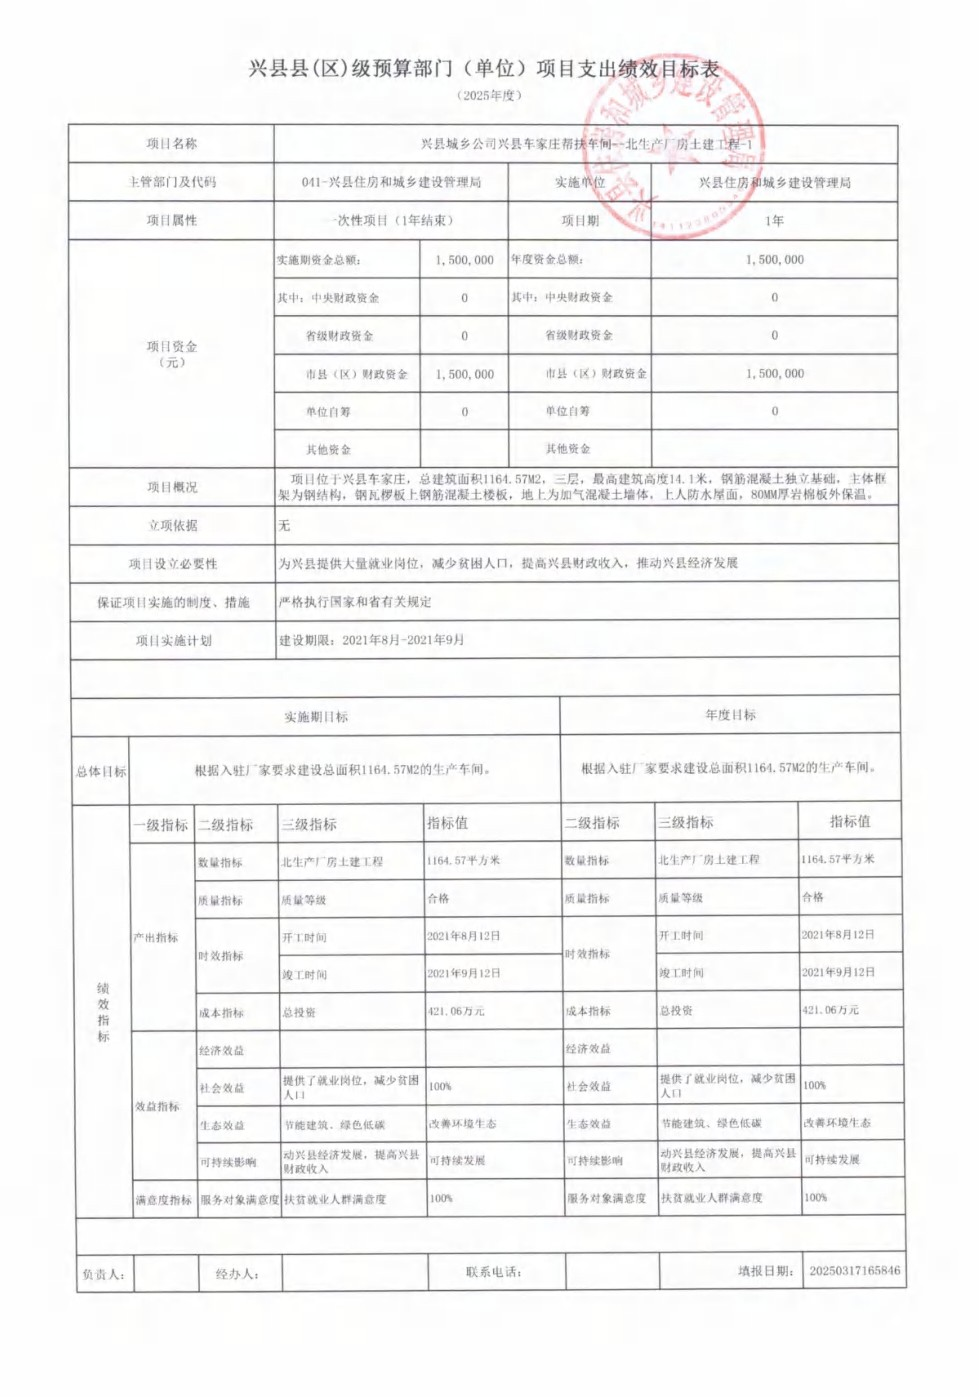 兴县县(区)级预算部门（单位）项目支出绩效目标表
（2025年度）
项目名称 兴县城乡公司兴县车家庄帮扶车间--北生产厂房土建工程-1
主管部门及代码 041-兴县住房和城乡建设管理局 实施单位 兴县住房和城乡建设管理局
项目属性 一次性项目（1年结束） 项目期 1年
项目资金
（元）
实施期资金总额： 1,500,000 年度资金总额： 1,500,000
其中：中央财政资金 0 其中：中央财政资金 0
省级财政资金 0 省级财政资金 0
市县（区）财政资金 1,500,000 市县（区）财政资金 1,500,000
单位自筹 0 单位自筹 0
其他资金 其他资金
项目概况
项目位于兴县车家庄，总建筑面积1164.57M2，三层，最高建筑高度14.1米，钢筋混凝土独立基础，主体框
架为钢结构，钢瓦椤板上钢筋混凝土楼板，地上为加气混凝土墙体，上人防水屋面，80MM厚岩棉板外保温。
立项依据 无
项目设立必要性 为兴县提供大量就业岗位，减少贫困人口，提高兴县财政收入，推动兴县经济发展
保证项目实施的制度、措施 严格执行国家和省有关规定
项目实施计划 建设期限：2021年8月-2021年9月
实施期目标 年度目标
总体目标 根据入驻厂家要求建设总面积1164.57M2的生产车间。 根据入驻厂家要求建设总面积1164.57M2的生产车间。
绩效指标
一级指标 二级指标 三级指标 指标值 二级指标 三级指标 指标值
产出指标
数量指标 北生产厂房土建工程 1164.57平方米 数量指标 北生产厂房土建工程 1164.57平方米
质量指标 质量等级 合格 质量指标 质量等级 合格
时效指标 开工时间 2021年8月12日 时效指标 开工时间 2021年8月12日
竣工时间 2021年9月12日 竣工时间 2021年9月12日
成本指标 总投资 421.06万元 成本指标 总投资 421.06万元
效益指标
经济效益 经济效益
社会效益 提供了就业岗位，减少贫困人口 100% 社会效益 提供了就业岗位，减少贫困人口 100%
生态效益 节能建筑、绿色低碳 改善环境生态 生态效益 节能建筑、绿色低碳 改善环境生态
可持续影响 动兴县经济发展，提高兴县财政收入 可持续发展 可持续影响 动兴县经济发展，提高兴县财政收入 可持续发展
满意度指标 服务对象满意度 扶贫就业人群满意度 100% 服务对象满意度 扶贫就业人群满意度 100%
负责人： 经办人： 联系电话： 填报日期： 20250317165846